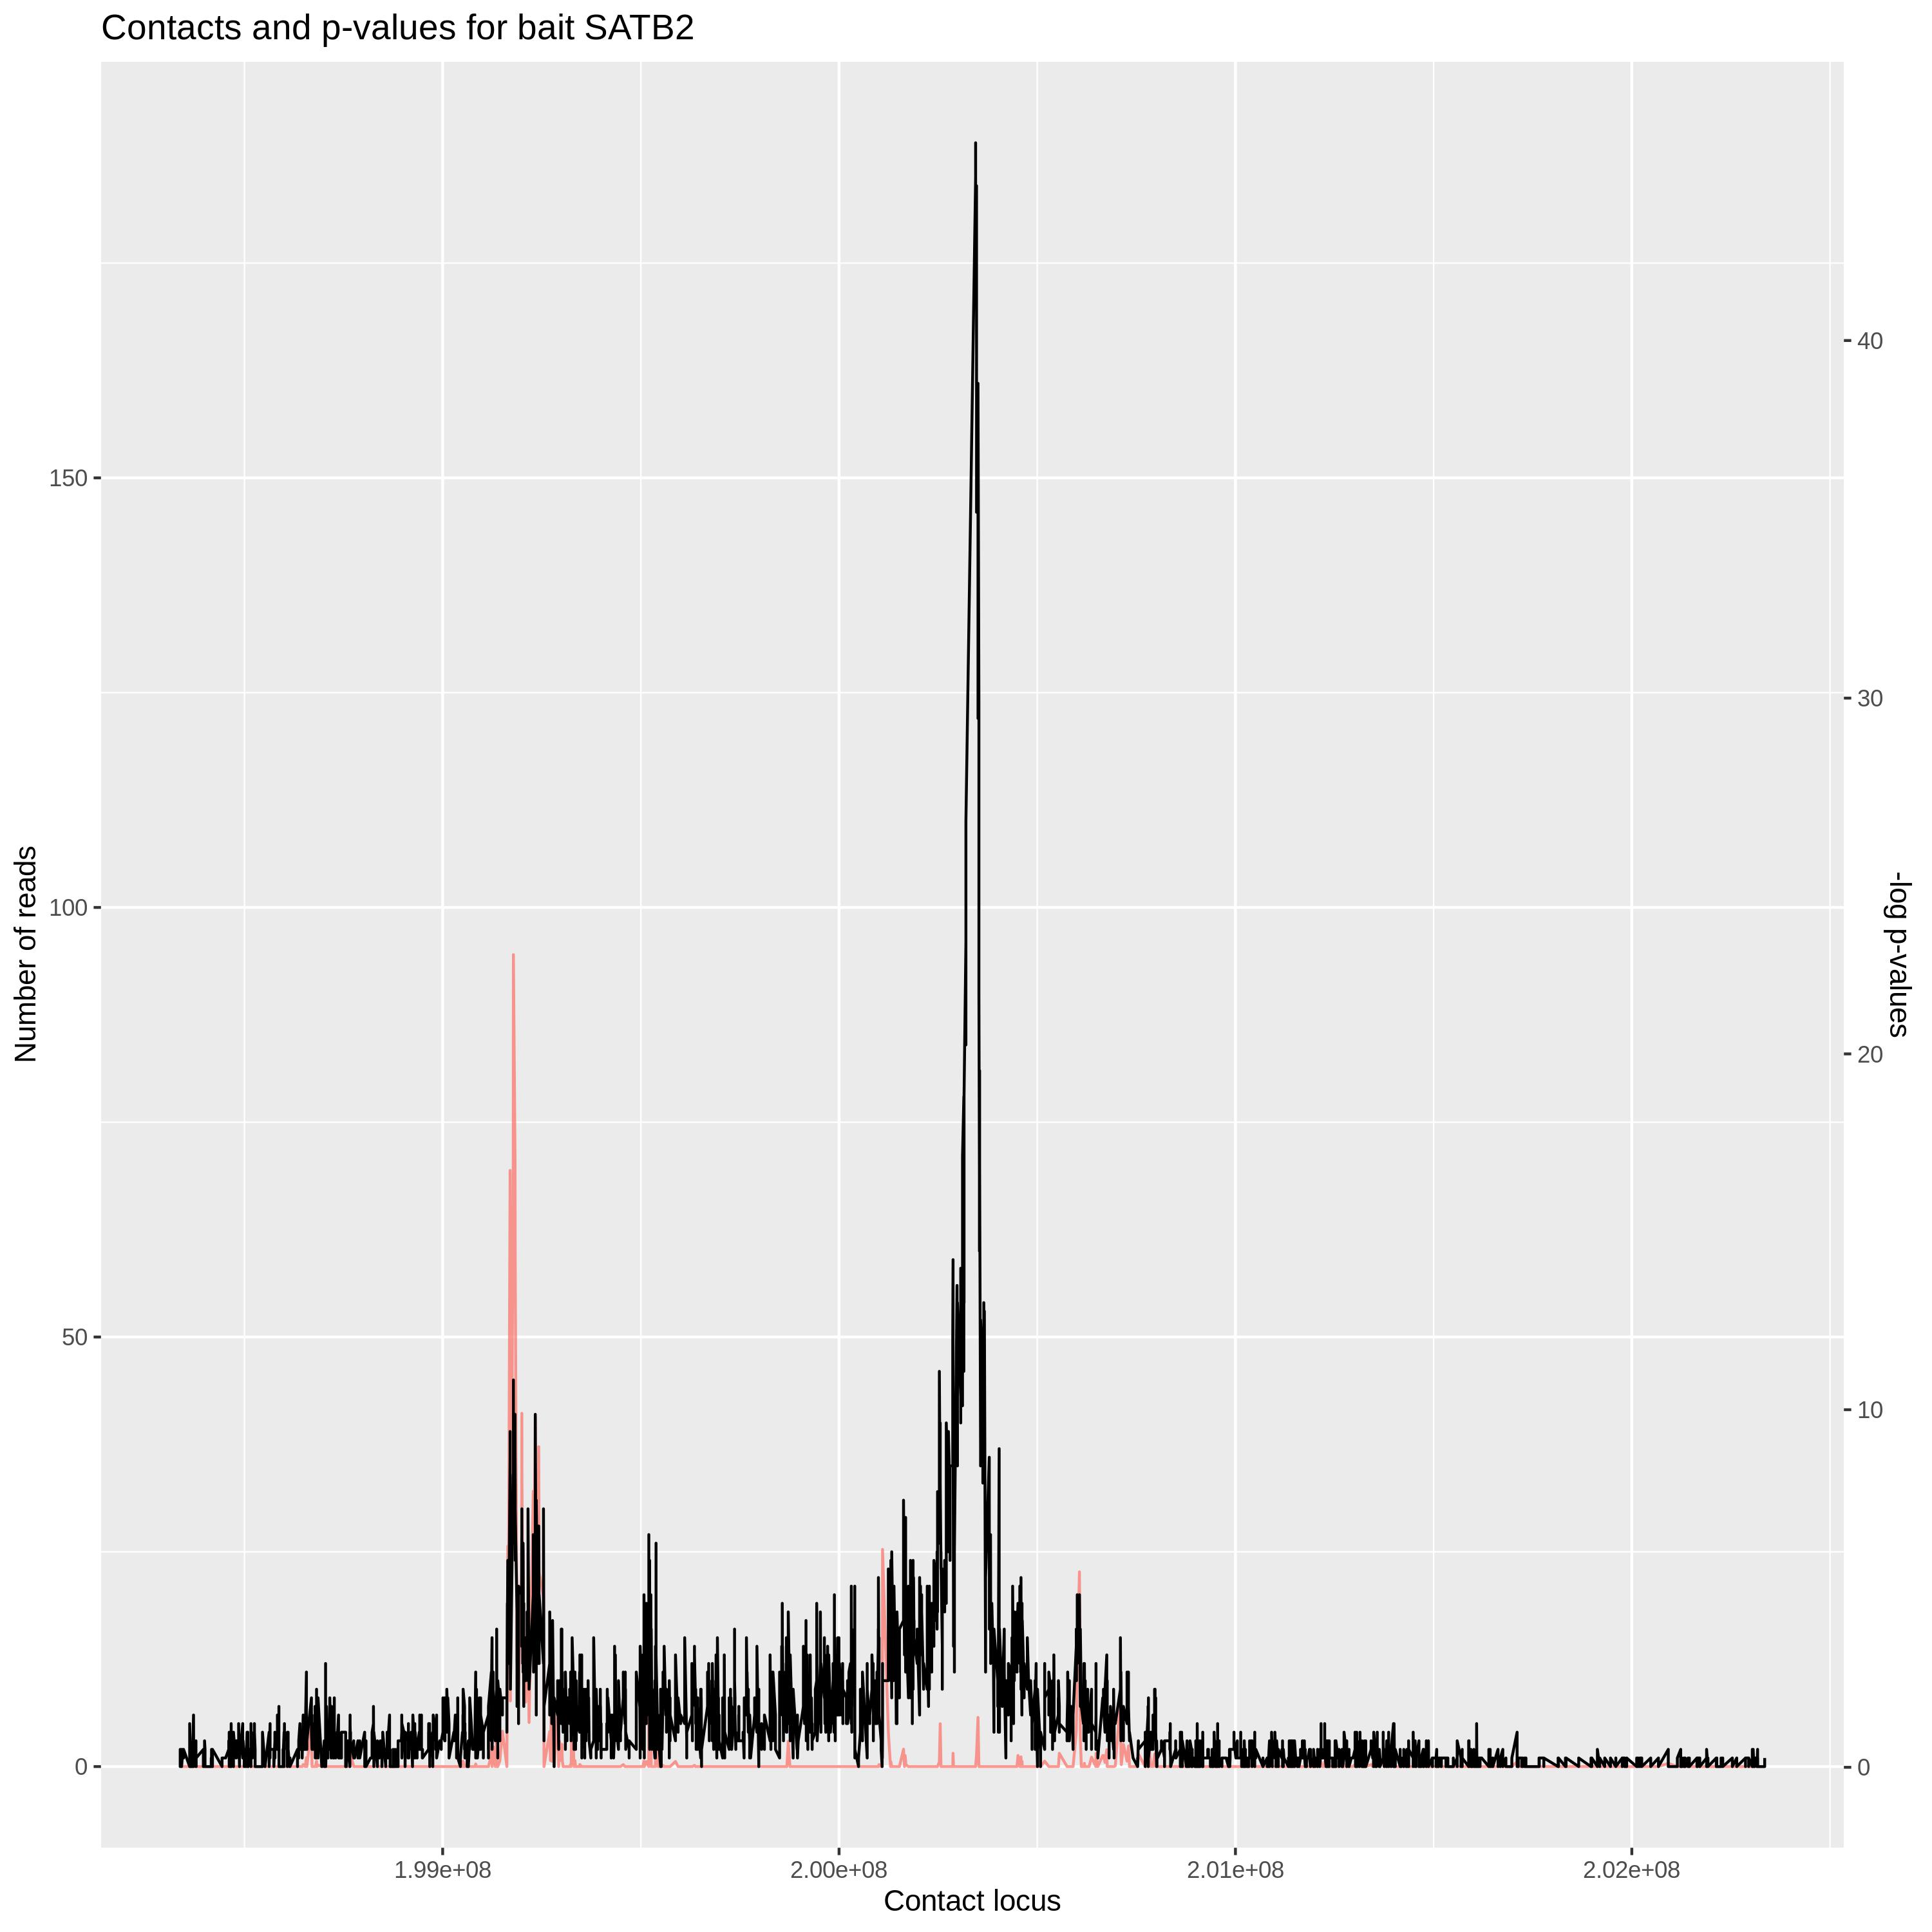 Contacts and p-values for bait SATB2
150
100
50
0
Number of reads
40
30
20
10
0
-log p-values
1.99e+08 2.00e+08 2.01e+08 2.02e+08
Contact locus